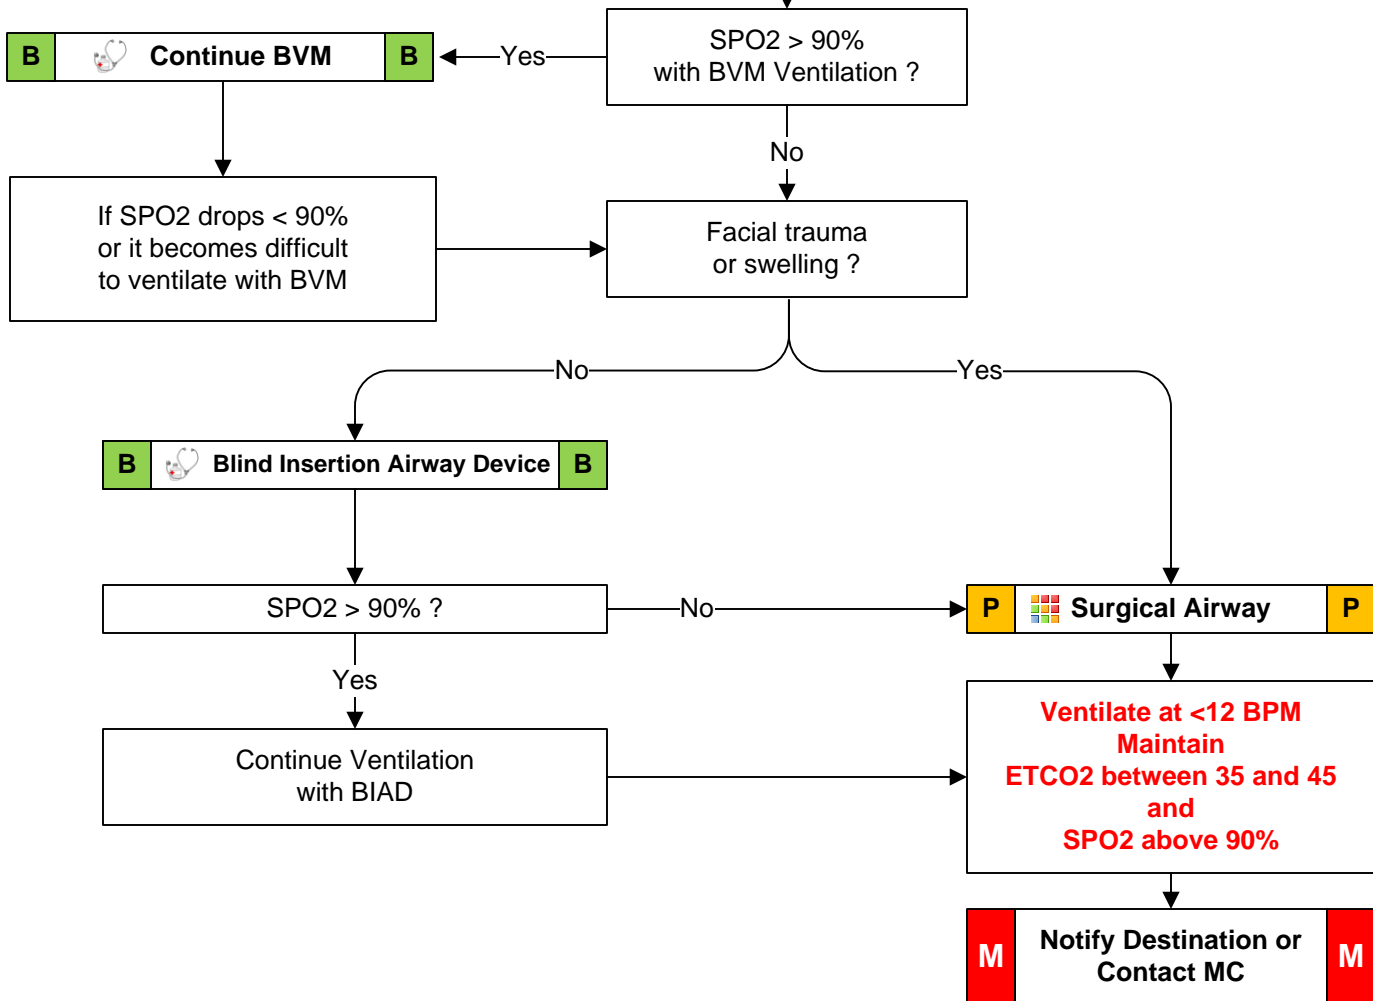 SPO2 > 90%
with BVM Ventilation ?
Yes
B Continue BVM B
No
If SPO2 drops < 90%
or it becomes difficult
to ventilate with BVM
Facial trauma
or swelling ?
No
Yes
B Blind Insertion Airway Device B
SPO2 > 90% ?
No
P Surgical Airway P
Yes
Continue Ventilation
with BIAD
Ventilate at <12 BPM
Maintain
ETCO2 between 35 and 45
and
SPO2 above 90%
M Notify Destination or M
Contact MC